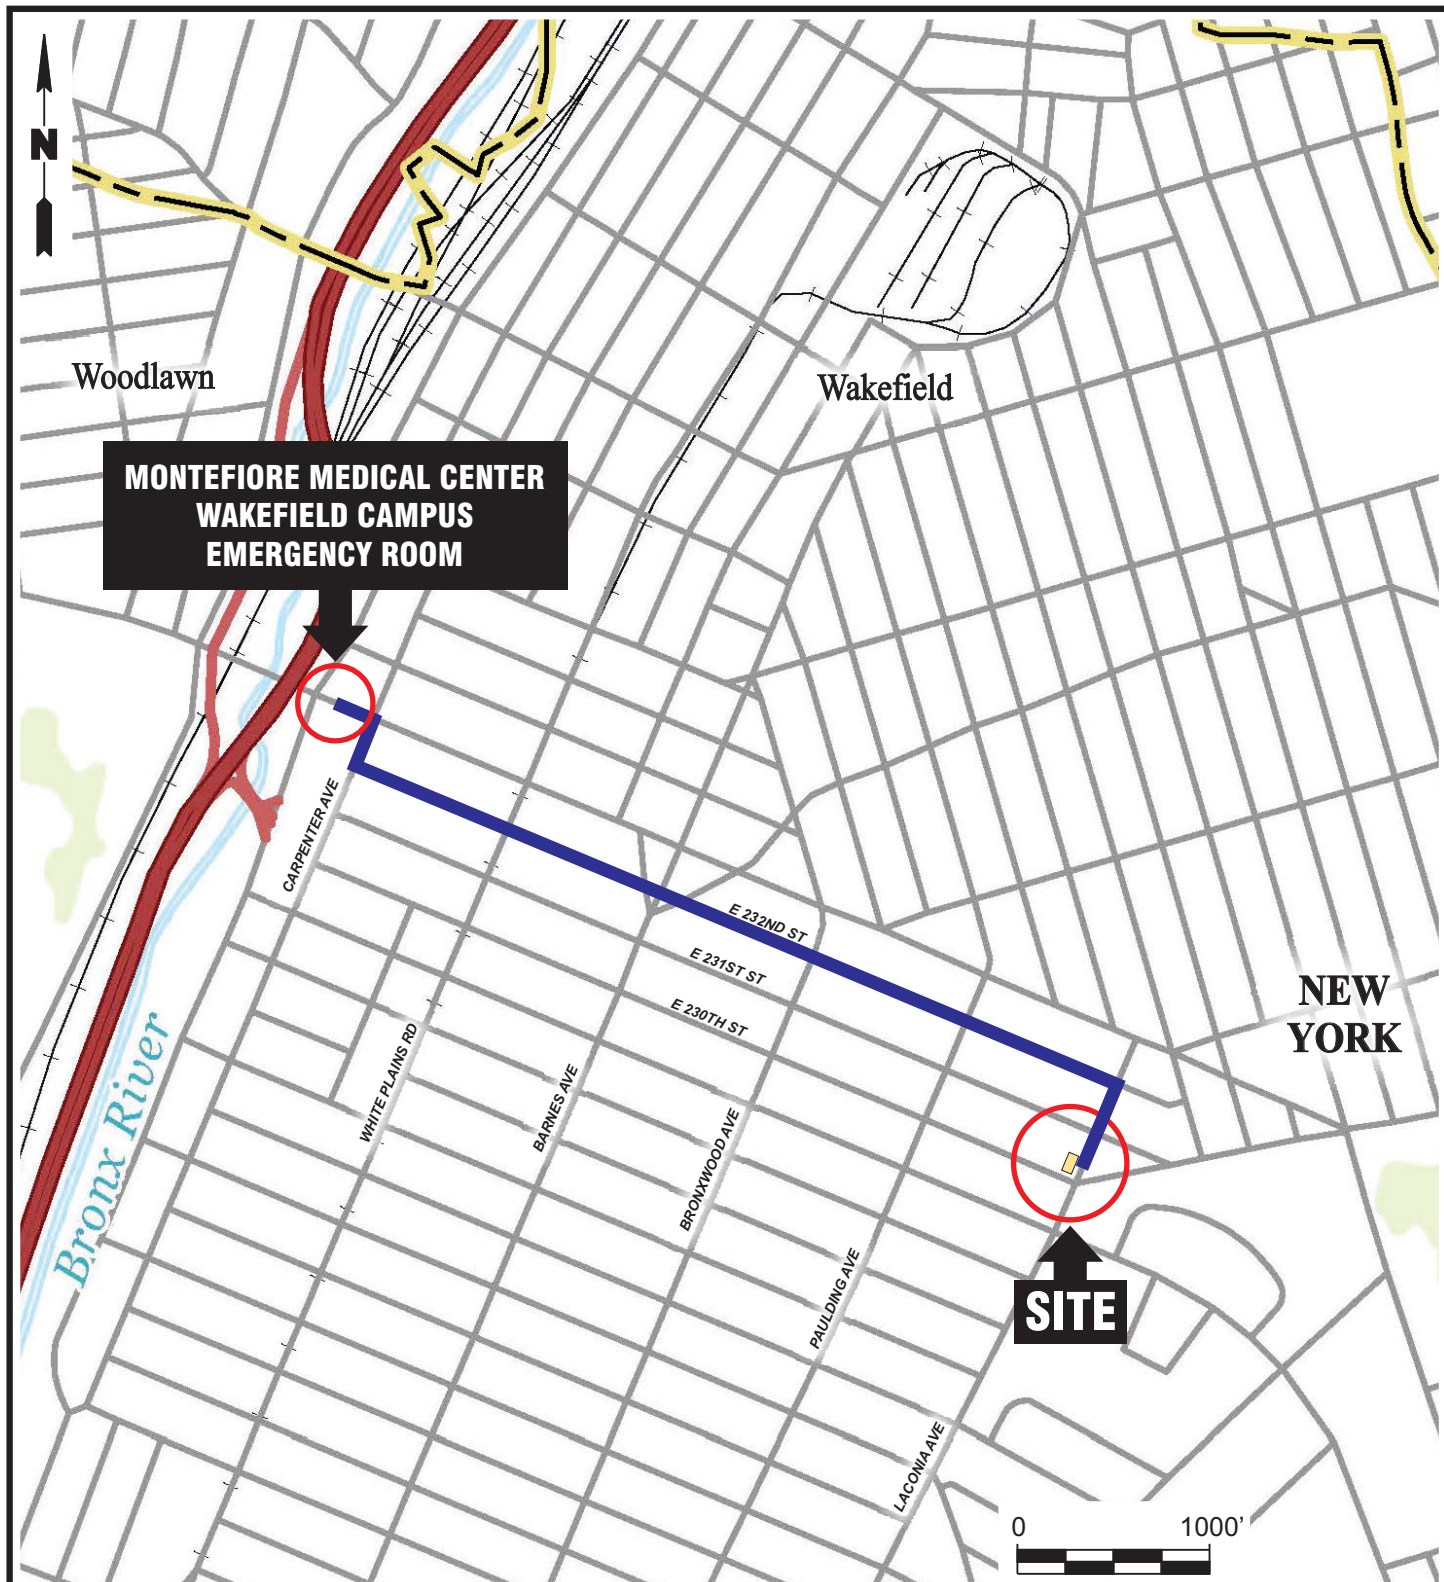 N
Woodlawn
Wakefield
MONTEFIORE MEDICAL CENTER
WAKEFIELD CAMPUS
EMERGENCY ROOM
CARPENTER AVE
E 232ND ST
E 231ST ST
E 230TH ST
NEW
YORK
Bronx River
WHITE PLAINS RD
BARNES AVE
BRONXWOOD AVE
PAULDING AVE
SITE
LACONIA AVE
0 1000'